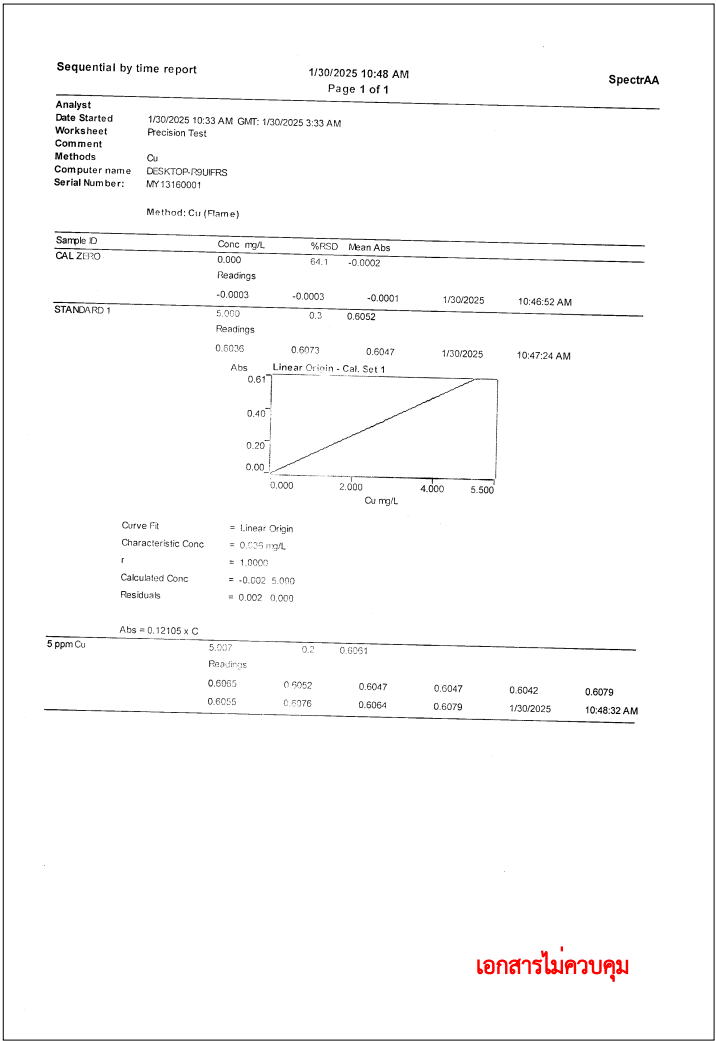 Sequential by time report
1/30/2025 10:48 AM
Page 1 of 1
SpectrAA
Analyst
Date Started 1/30/2025 10:33 AM GMT: 1/30/2025 3:33 AM
Worksheet Precision Test
Comment
Methods Cu
Computer name DESKTOP-R9UIFRS
Serial Number: MY13160001
Method: Cu (Flame)
Sample ID Conc mg/L %RSD Mean Abs
CAL ZERO 0.000 64.1 -0.0002
Readings
-0.0003 -0.0003 -0.0001 1/30/2025 10:46:52 AM
STANDARD 1 5.000 0.3 0.6052
Readings
0.6036 0.6073 0.6047 1/30/2025 10:47:24 AM
Abs Linear Origin - Cal. Set 1
0.61
0.40
0.20
0.00
0.000 2.000 4.000 5.500
Cu mg/L
Curve Fit = Linear Origin
Characteristic Conc = 0.036 mg/L
r = 1.0000
Calculated Conc = -0.002 5.000
Residuals = 0.002 0.000
Abs = 0.12105 x C
5 ppm Cu 5.007 0.2 0.6061
Readings
0.6065 0.6052 0.6047 0.6047 0.6042 0.6079
0.6055 0.6076 0.6064 0.6079 1/30/2025 10:48:32 AM
เอกสารไม่ควบคุม